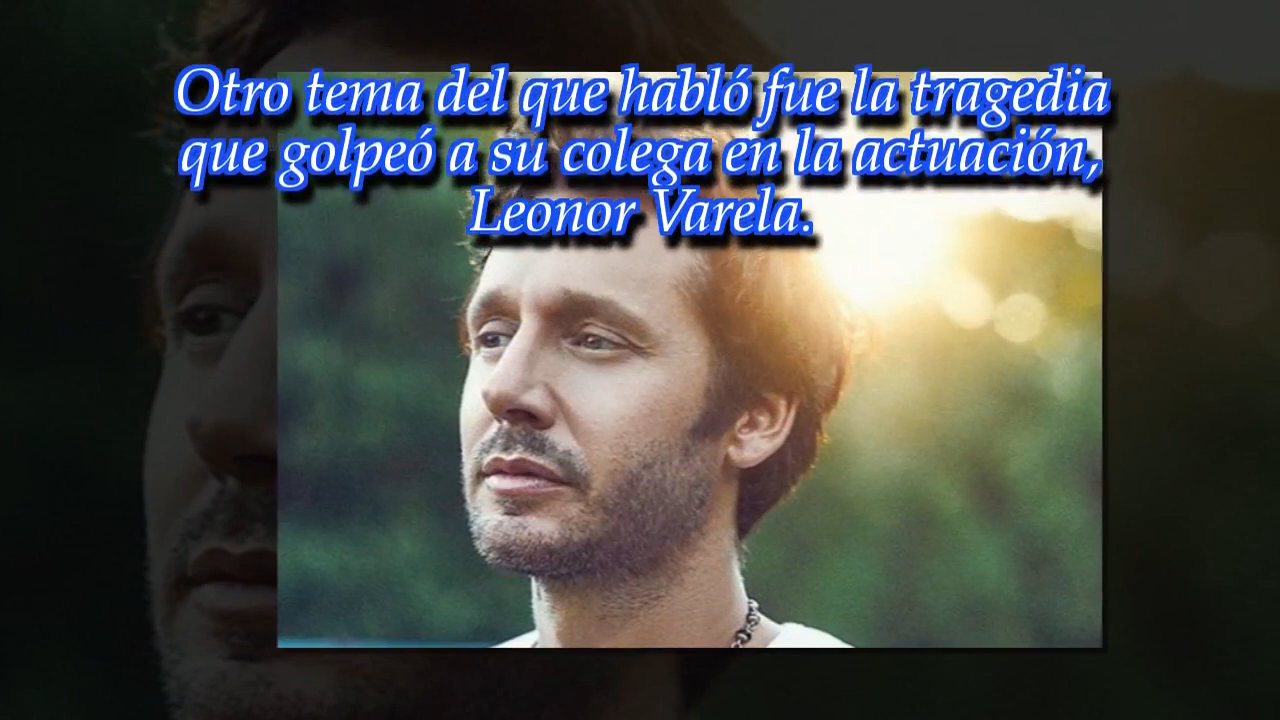 Otro tema del que habló fue la tragedia
que golpeó a su colega en la actuación,
Leonor Varela.